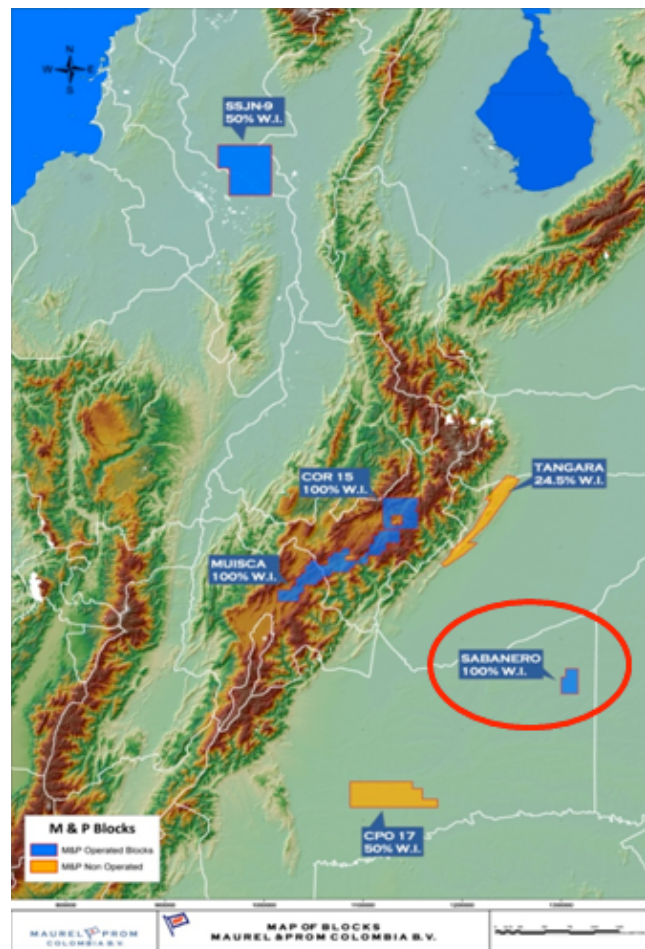 N
W E
S
SSJN-9
50% W.I.
COR 15
100% W.I.
TANGARA
24.5% W.I.
MUISCA
100% W.I.
SABANERO
100% W.I.
CPO 17
50% W.I.
M & P Blocks
M&P Operated Blocks
M&P Non Operated
MAUREL PROM
COLOMBIA B.V.
MAP OF BLOCKS
MAUREL & PROM COLOMBIA B.V.